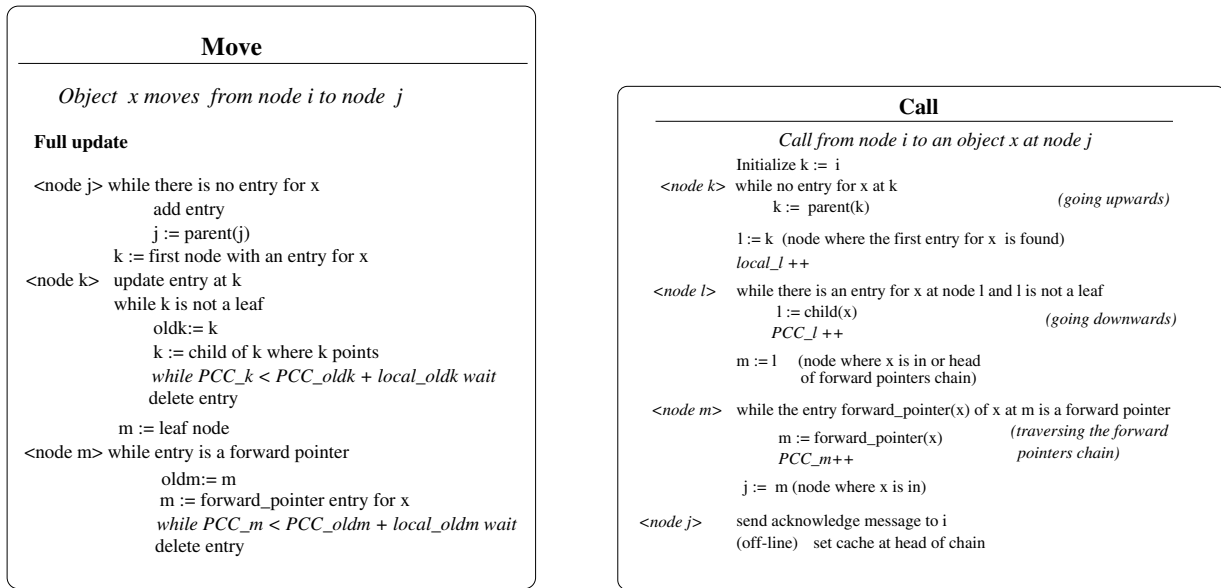 Move
Object x moves from node i to node j
Full update
<node j> while there is no entry for x
add entry
j := parent(j)
k := first node with an entry for x
<node k> update entry at k
while k is not a leaf
oldk:= k
k := child of k where k points
while PCC_k < PCC_oldk + local_oldk wait
delete entry
m := leaf node
<node m> while entry is a forward pointer
oldm:= m
m := forward_pointer entry for x
while PCC_m < PCC_oldm + local_oldm wait
delete entry
Call
Call from node i to an object x at node j
Initialize k := i
<node k> while no entry for x at k
k := parent(k) (going upwards)
l := k (node where the first entry for x is found)
local_l ++
<node l> while there is an entry for x at node l and l is not a leaf
l := child(x) (going downwards)
PCC_l ++
m := l (node where x is in or head
of forward pointers chain)
<node m> while the entry forward_pointer(x) of x at m is a forward pointer
m := forward_pointer(x) (traversing the forward
PCC_m++ pointers chain)
j := m (node where x is in)
<node j> send acknowledge message to i
(off-line) set cache at head of chain